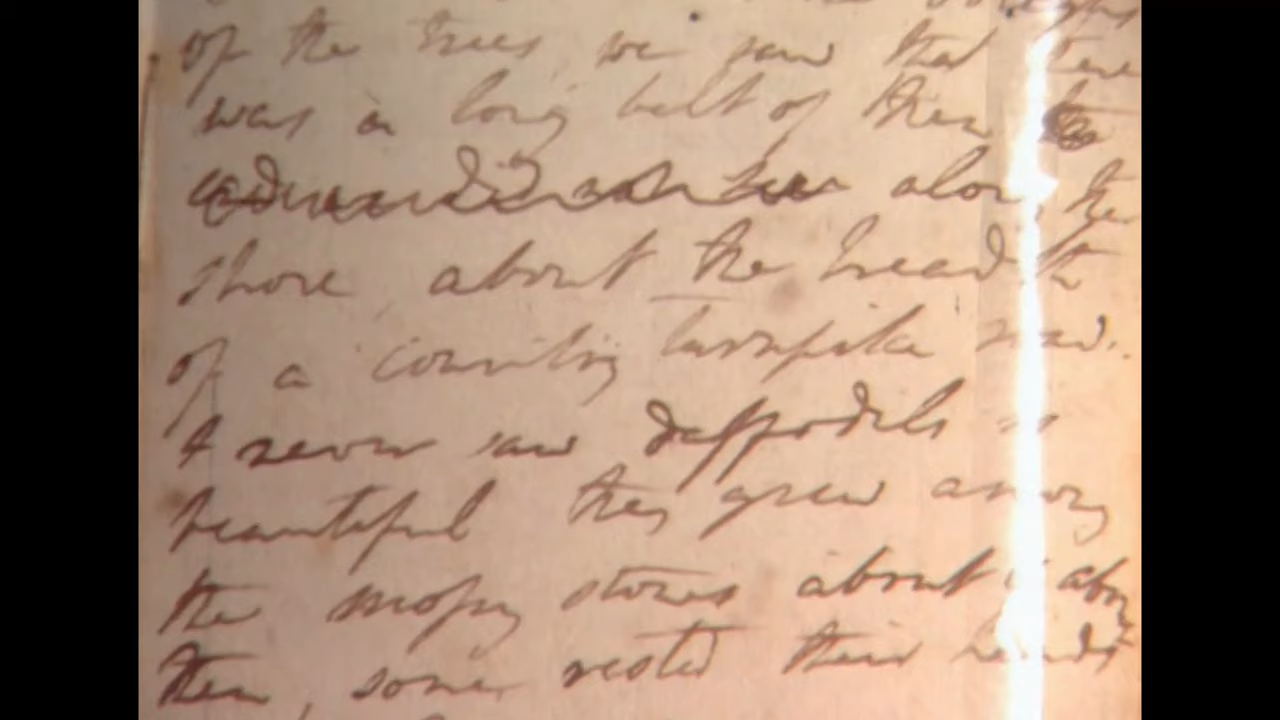 of the trees, we saw that there
was a long belt of them
along the
shore, about the breadth
of a country turnpike road.
I never saw daffodils so
beautiful they grew among
the mossy stones about & about
them, some rested their heads